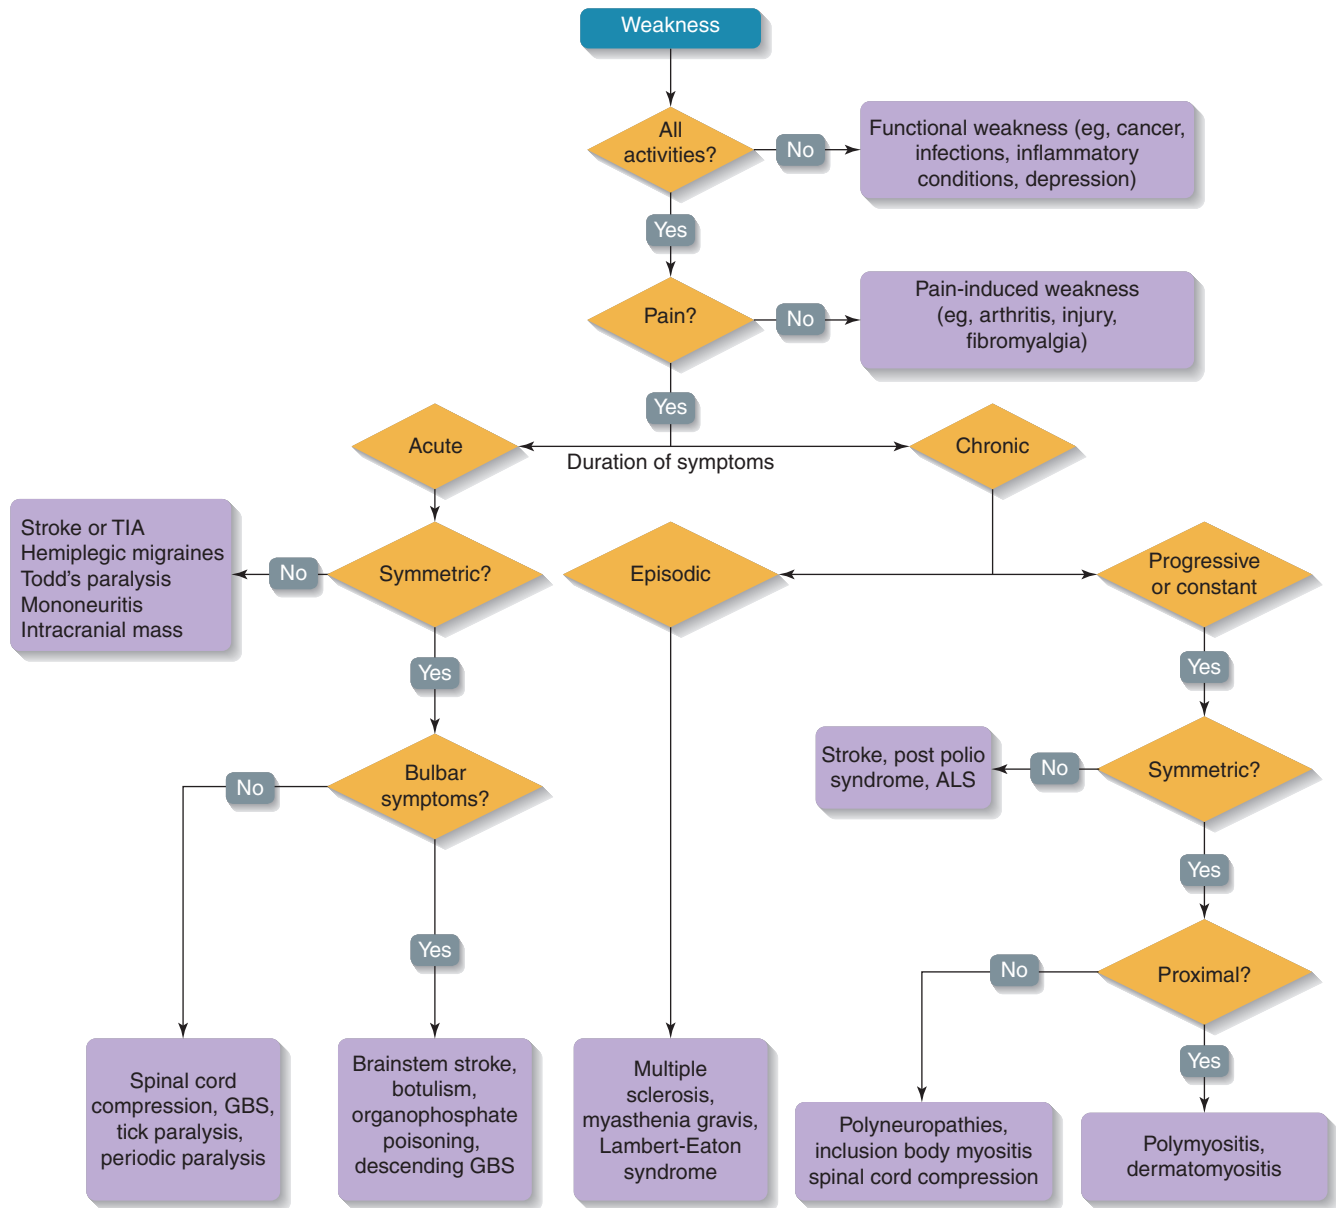 Weakness
All
activities?
No
Functional weakness (eg, cancer,
infections, inflammatory
conditions, depression)
Yes
Pain?
No
Pain-induced weakness
(eg, arthritis, injury,
fibromyalgia)
Yes
Acute
Duration of symptoms
Chronic
Stroke or TIA
Hemiplegic migraines
Todd's paralysis
Mononeuritis
Intracranial mass
No
Symmetric?
Episodic
Progressive
or constant
Yes
Yes
Bulbar
symptoms?
No
Stroke, post polio
syndrome, ALS
No
Symmetric?
Yes
Yes
No
Proximal?
Yes
Spinal cord
compression, GBS,
tick paralysis,
periodic paralysis
Brainstem stroke,
botulism,
organophosphate
poisoning,
descending GBS
Multiple
sclerosis,
myasthenia gravis,
Lambert-Eaton
syndrome
Polyneuropathies,
inclusion body myositis
spinal cord compression
Polymyositis,
dermatomyositis